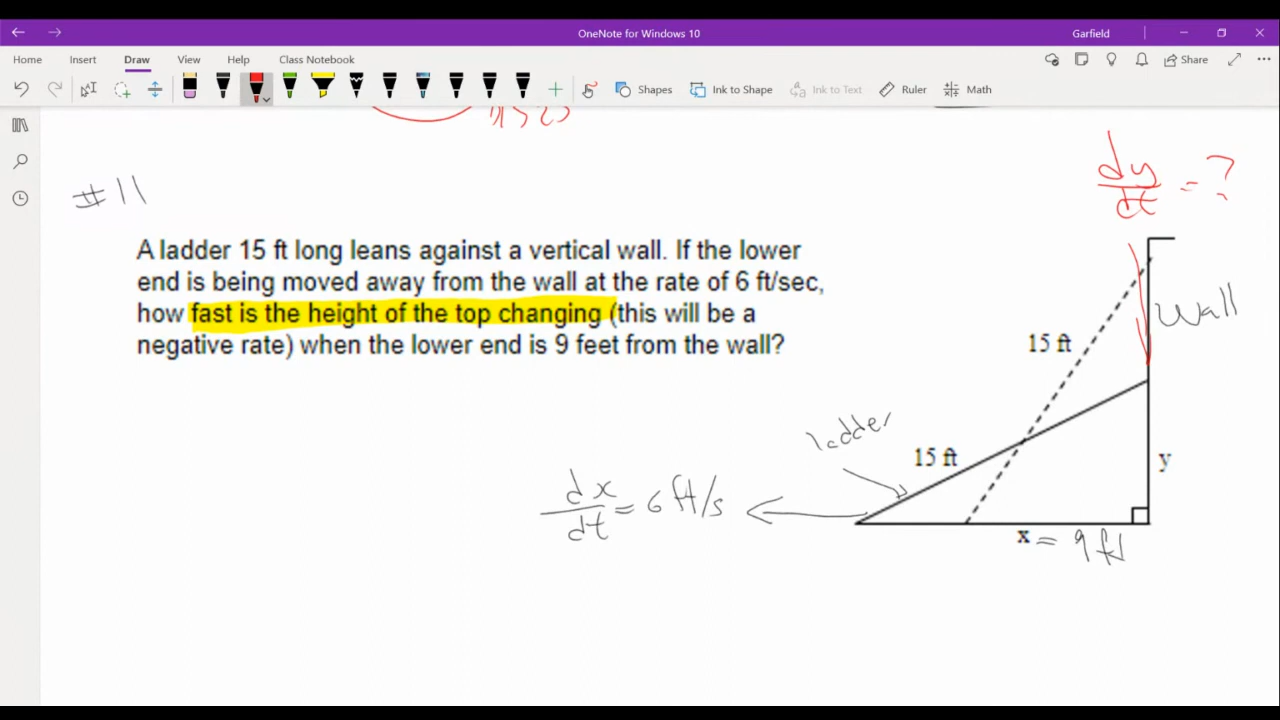 OneNote for Windows 10
Garfield
Home Insert Draw View Help Class Notebook
Share
Shapes Ink to Shape Ink to Text Ruler Math
#11
dy/dt = ?
A ladder 15 ft long leans against a vertical wall. If the lower
end is being moved away from the wall at the rate of 6 ft/sec,
how fast is the height of the top changing (this will be a
negative rate) when the lower end is 9 feet from the wall?
Wall
15 ft
ladder
15 ft
y
dx/dt = 6 ft/s
x = 9 ft